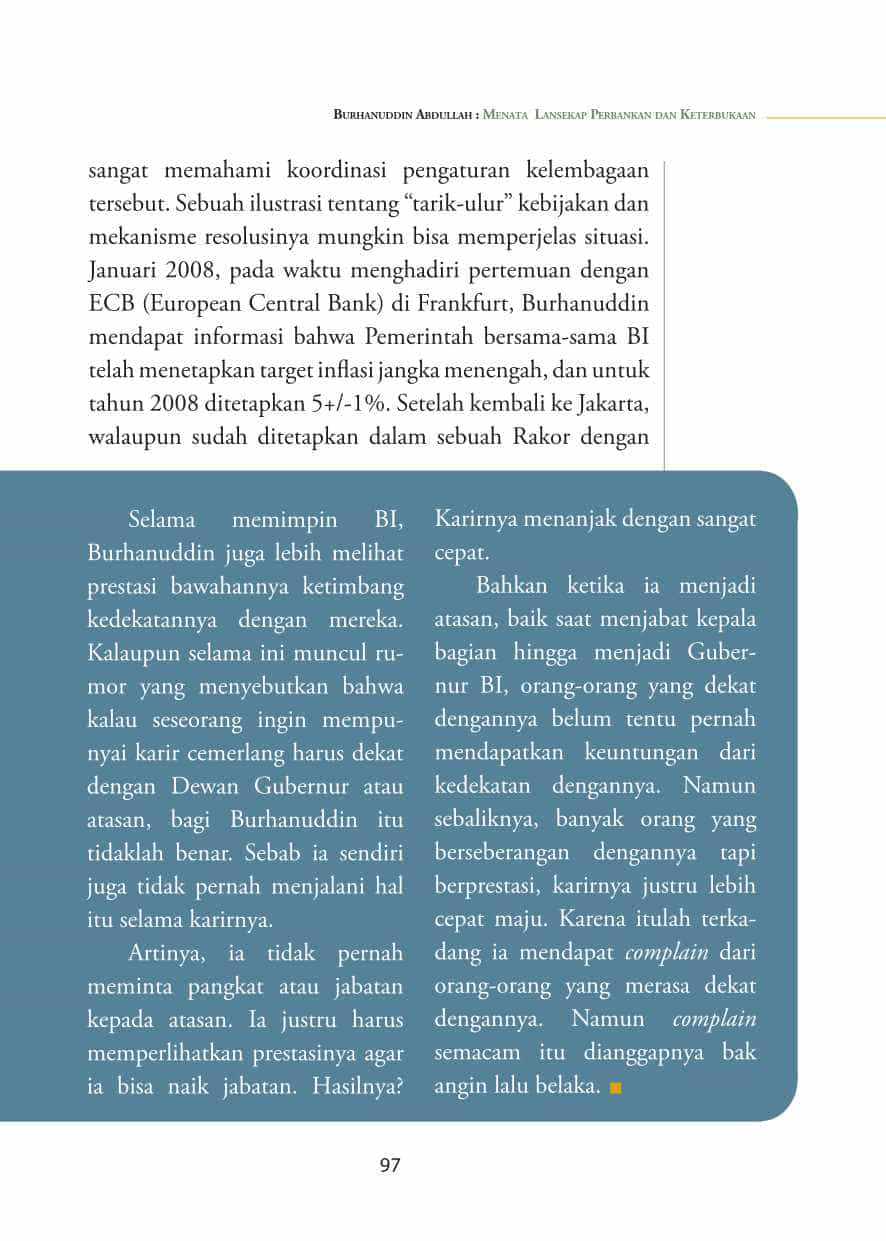 Burhanuddin Abdullah : Menata Lansekap Perbankan dan Keterbukaan
sangat memahami koordinasi pengaturan kelembagaan
tersebut. Sebuah ilustrasi tentang “tarik-ulur” kebijakan dan
mekanisme resolusinya mungkin bisa memperjelas situasi.
Januari 2008, pada waktu menghadiri pertemuan dengan
ECB (European Central Bank) di Frankfurt, Burhanuddin
mendapat informasi bahwa Pemerintah bersama-sama BI
telah menetapkan target inflasi jangka menengah, dan untuk
tahun 2008 ditetapkan 5+/-1%. Setelah kembali ke Jakarta,
walaupun sudah ditetapkan dalam sebuah Rakor dengan
Selama memimpin BI,
Burhanuddin juga lebih melihat
prestasi bawahannya ketimbang
kedekatannya dengan mereka.
Kalaupun selama ini muncul ru-
mor yang menyebutkan bahwa
kalau seseorang ingin mempu-
nyai karir cemerlang harus dekat
dengan Dewan Gubernur atau
atasan, bagi Burhanuddin itu
tidaklah benar. Sebab ia sendiri
juga tidak pernah menjalani hal
itu selama karirnya.
Artinya, ia tidak pernah
meminta pangkat atau jabatan
kepada atasan. Ia justru harus
memperlihatkan prestasinya agar
ia bisa naik jabatan. Hasilnya?
Karirnya menanjak dengan sangat
cepat.
Bahkan ketika ia menjadi
atasan, baik saat menjabat kepala
bagian hingga menjadi Guber-
nur BI, orang-orang yang dekat
dengannya belum tentu pernah
mendapatkan keuntungan dari
kedekatan dengannya. Namun
sebaliknya, banyak orang yang
berseberangan dengannya tapi
berprestasi, karirnya justru lebih
cepat maju. Karena itulah terka-
dang ia mendapat complain dari
orang-orang yang merasa dekat
dengannya. Namun complain
semacam itu dianggapnya bak
angin lalu belaka.
97